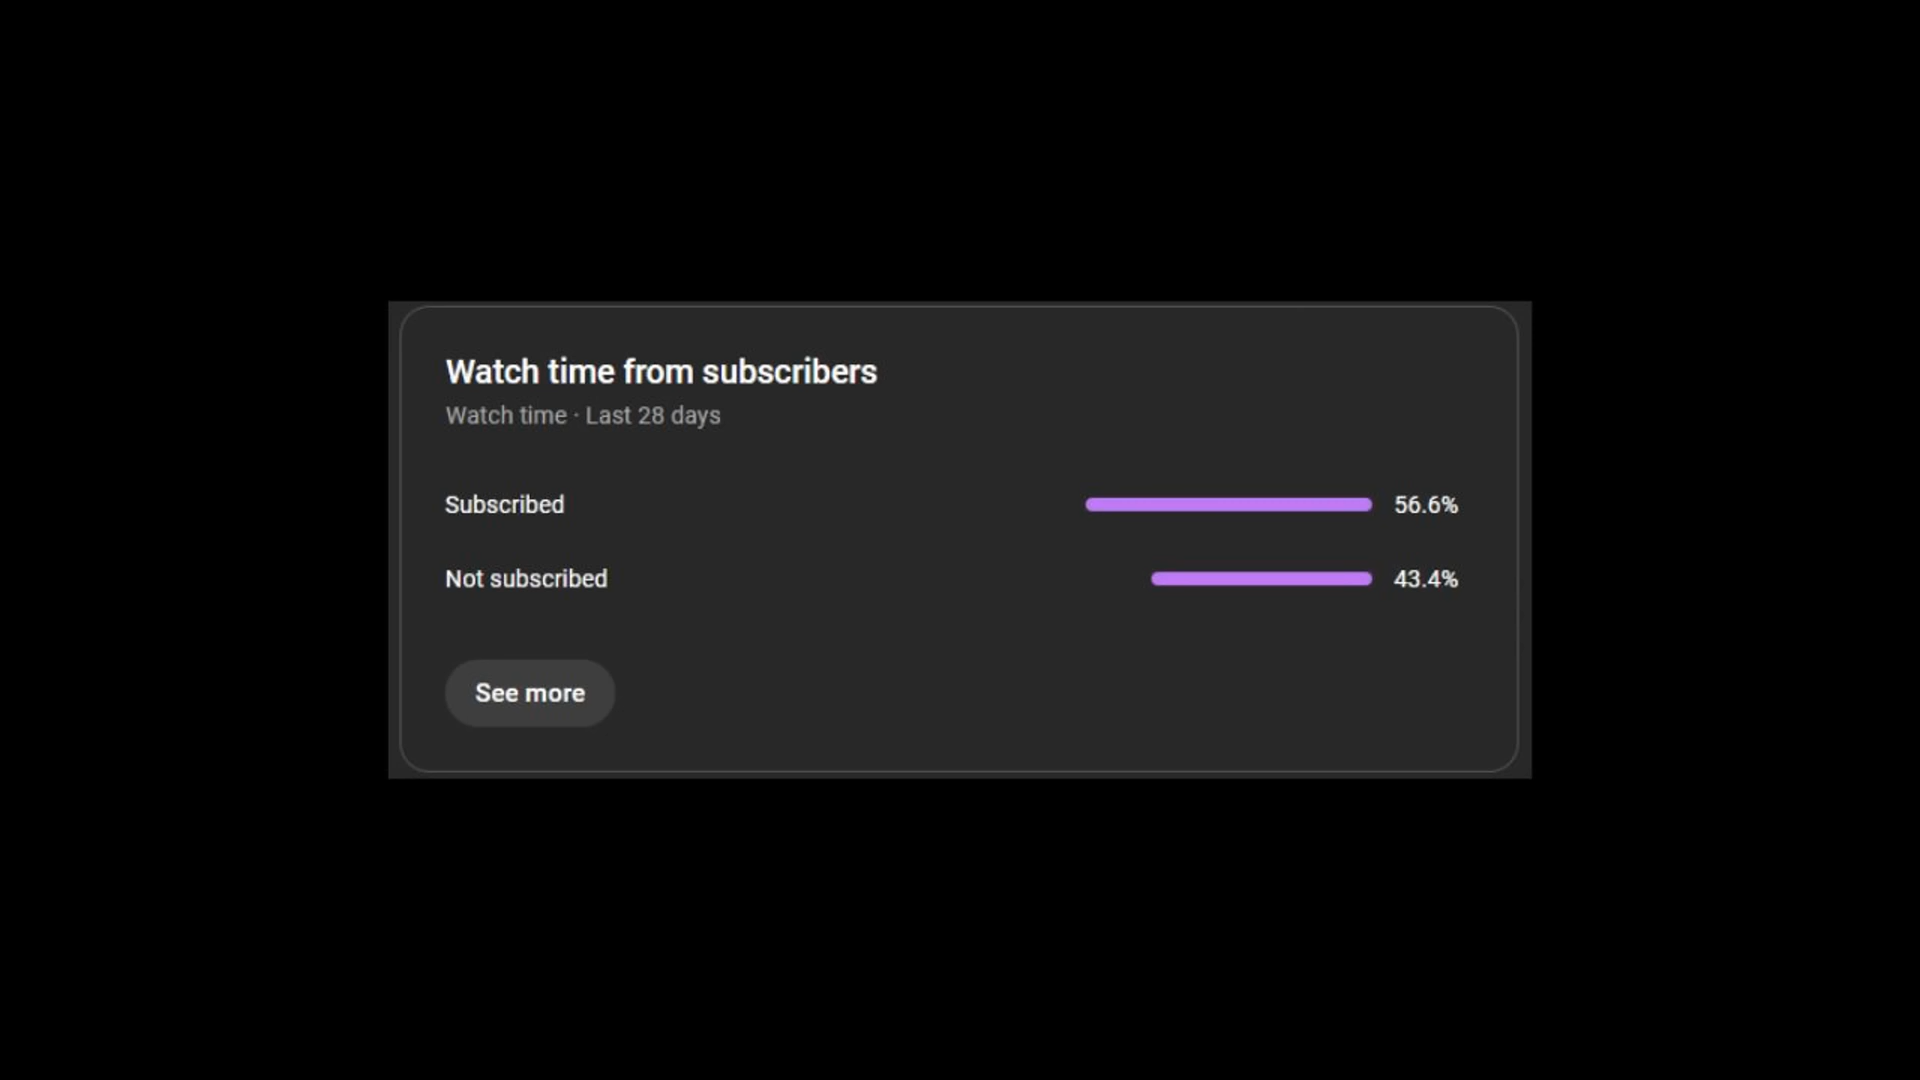 Watch time from subscribers
Watch time · Last 28 days
Subscribed 56.6%
Not subscribed 43.4%
See more